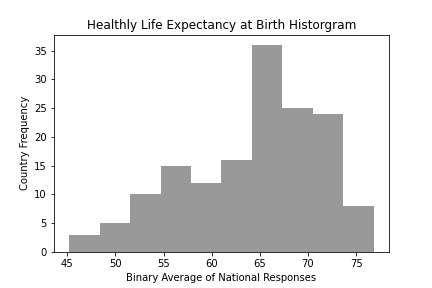 Healthly Life Expectancy at Birth Historgram
Country Frequency
35
30
25
20
15
10
5
0
45 50 55 60 65 70 75
Binary Average of National Responses